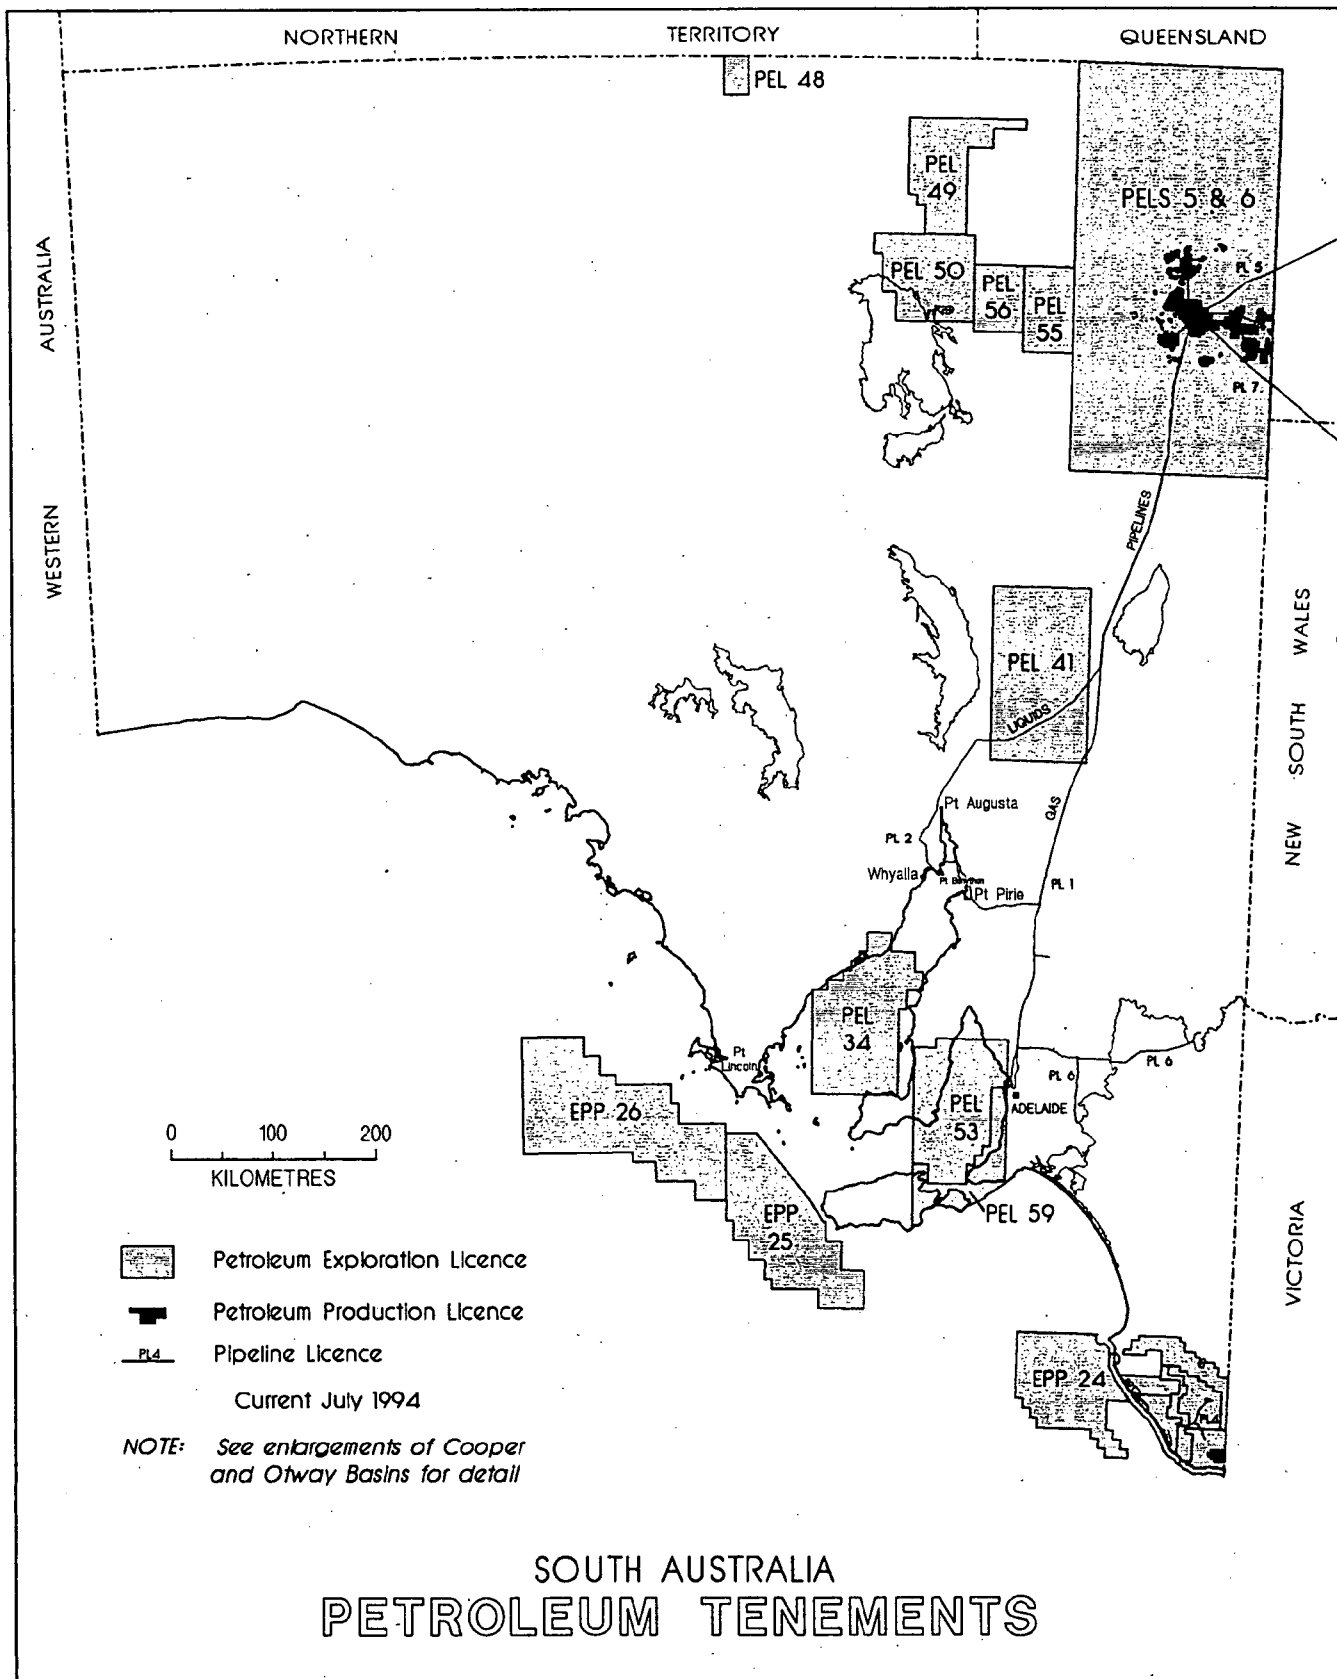 NORTHERN TERRITORY QUEENSLAND
PEL 48
PEL
49
PELS 5 & 6
PEL 50
PEL
56
PEL
55
PL 5
PL 7
WESTERN AUSTRALIA
PIPELINES
PEL 41
LIQUIDS
GAS
NEW SOUTH WALES
Pt Augusta
PL 2
Whyalla
Pt Pirie
PL 1
PEL
34
Pt
Lincoln
PL 6
PL 6
ADELAIDE
PEL
53
EPP 26
EPP
25
PEL 59
VICTORIA
EPP 24
PL4
0 100 200
KILOMETRES
Petroleum Exploration Licence
Petroleum Production Licence
PL4 Pipeline Licence
Current July 1994
NOTE: See enlargements of Cooper
and Otway Basins for detail
SOUTH AUSTRALIA
PETROLEUM TENEMENTS